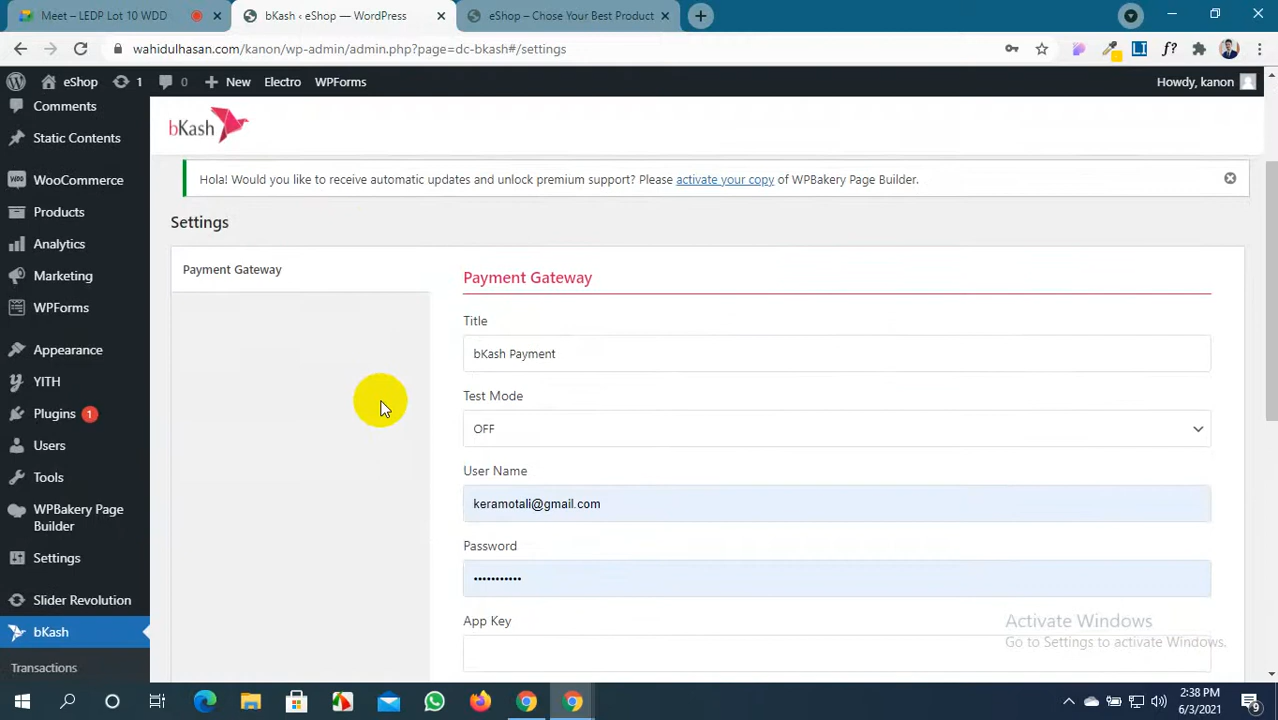 Meet – LEDP Lot 10 WDD
bKash ‹ eShop — WordPress
eShop – Chose Your Best Product
wahidulhasan.com/kanon/wp-admin/admin.php?page=dc-bkash#/settings
eShop
1
0
New
Electro
WPForms
Howdy, kanon
Comments
Static Contents
WooCommerce
Products
Analytics
Marketing
WPForms
Appearance
YITH
Plugins 1
Users
Tools
WPBakery Page
Builder
Settings
Slider Revolution
bKash
Transactions
bKash
Hola! Would you like to receive automatic updates and unlock premium support? Please activate your copy of WPBakery Page Builder.
Settings
Payment Gateway
Payment Gateway
Title
bKash Payment
Test Mode
OFF
User Name
keramotali@gmail.com
Password
•••••••••••
App Key
Activate Windows
Go to Settings to activate Windows.
2:38 PM
6/3/2021
9